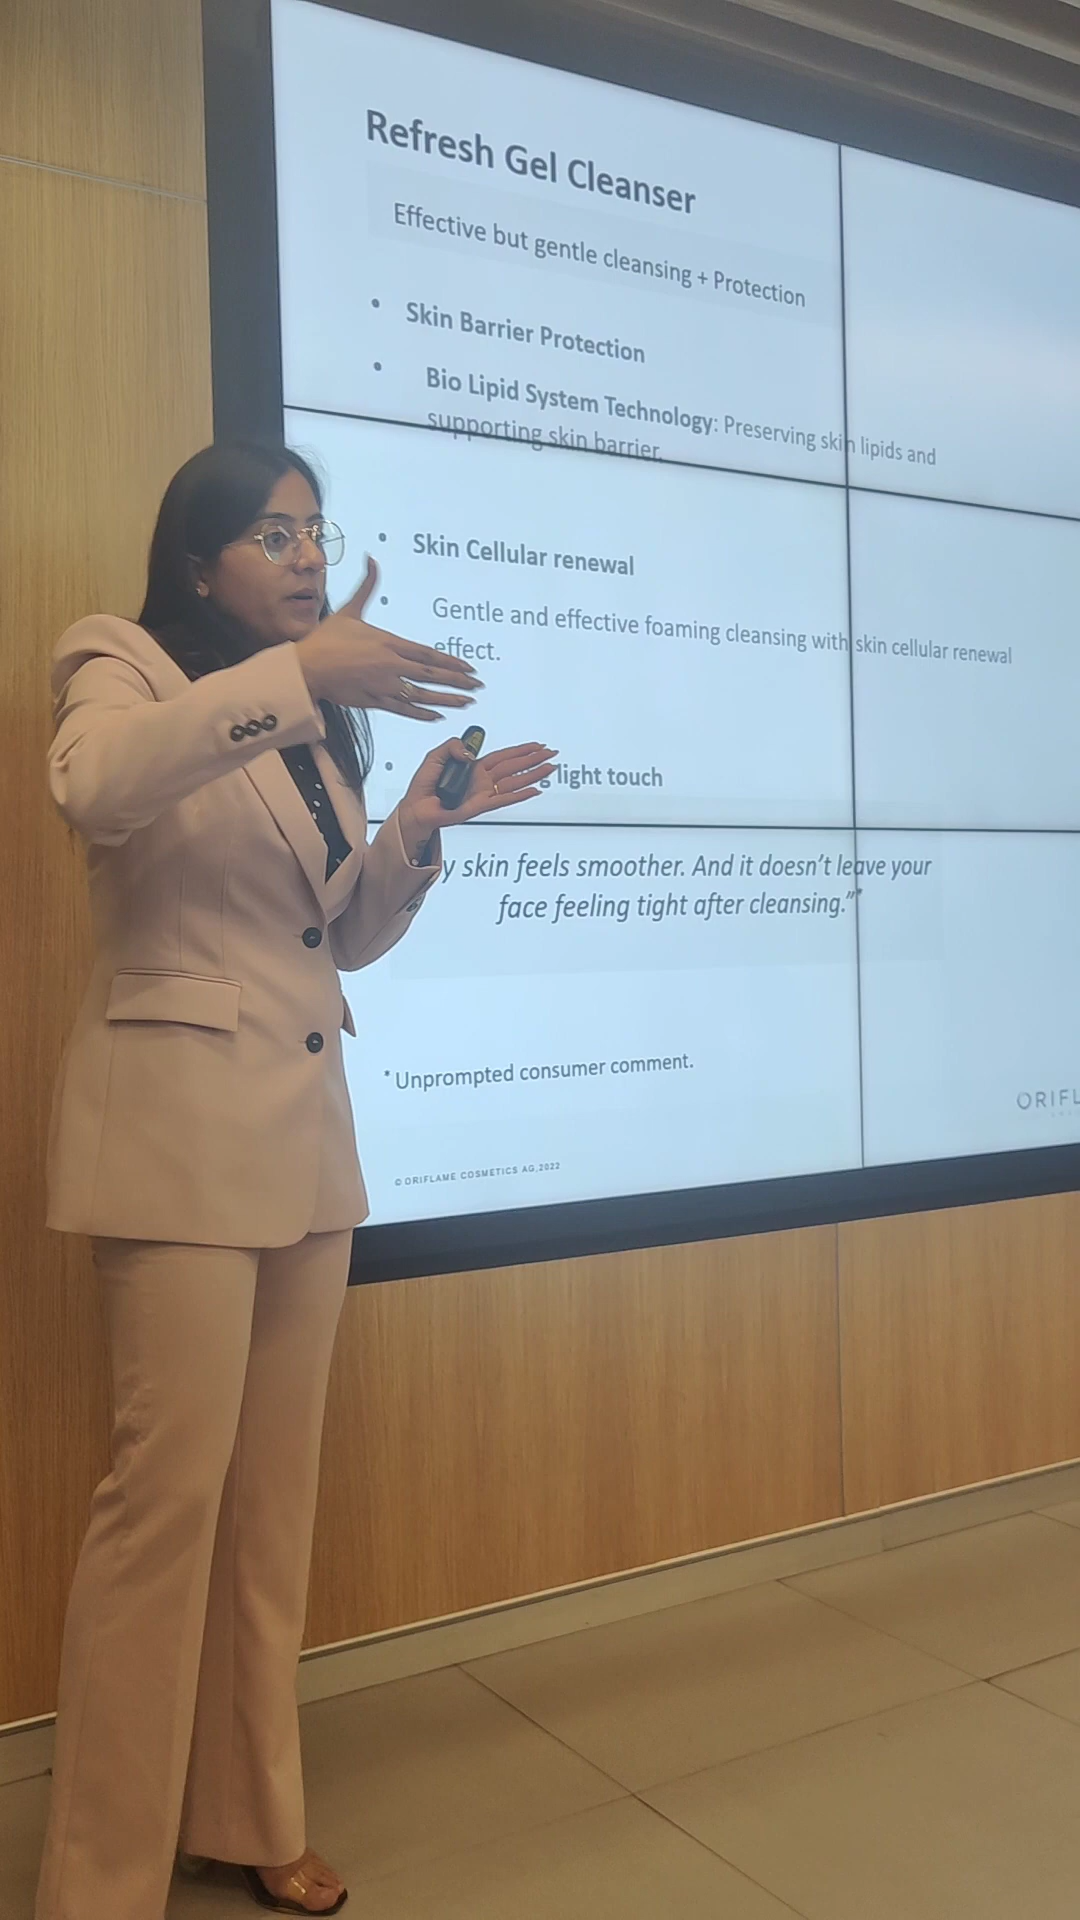 Refresh Gel Cleanser
Effective but gentle cleansing + Protection
• Skin Barrier Protection
• Bio Lipid System Technology: Preserving skin lipids and
supporting skin barrier.
• Skin Cellular renewal
• Gentle and effective foaming cleansing with skin cellular renewal
effect.
• light touch
skin feels smoother. And it doesn't leave your
face feeling tight after cleansing."*
* Unprompted consumer comment.
ORIFL
© ORIFLAME COSMETICS AG,2022